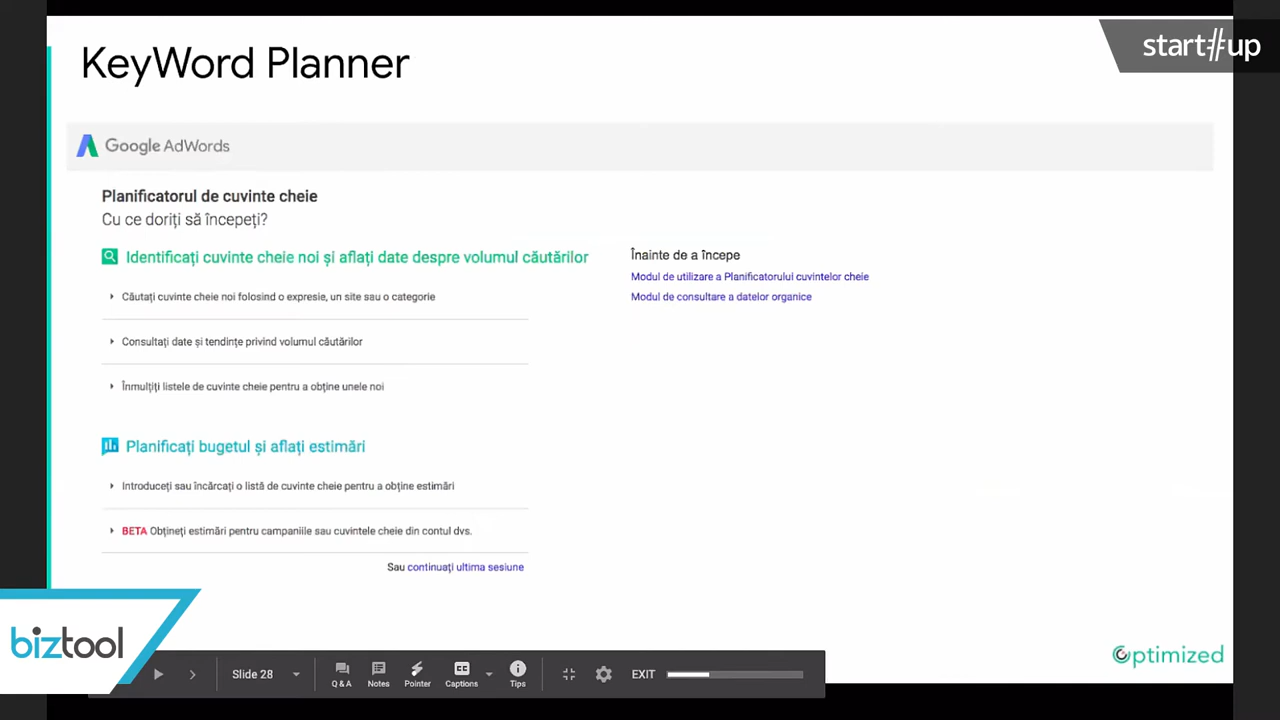 KeyWord Planner
start#up
Google AdWords
Planificatorul de cuvinte cheie
Cu ce doriți să începeți?
Identificați cuvinte cheie noi și aflați date despre volumul căutărilor
Căutați cuvinte cheie noi folosind o expresie, un site sau o categorie
Consultați date și tendințe privind volumul căutărilor
Înmulțiți listele de cuvinte cheie pentru a obține unele noi
Înainte de a începe
Modul de utilizare a Planificatorului cuvintelor cheie
Modul de consultare a datelor organice
Planificați bugetul și aflați estimări
Introduceți sau încărcați o listă de cuvinte cheie pentru a obține estimări
BETA Obțineți estimări pentru campaniile sau cuvintele cheie din contul dvs.
Sau continuați ultima sesiune
biztool
Optimized
Slide 28
Q & A
Notes
Pointer
Captions
Tips
EXIT